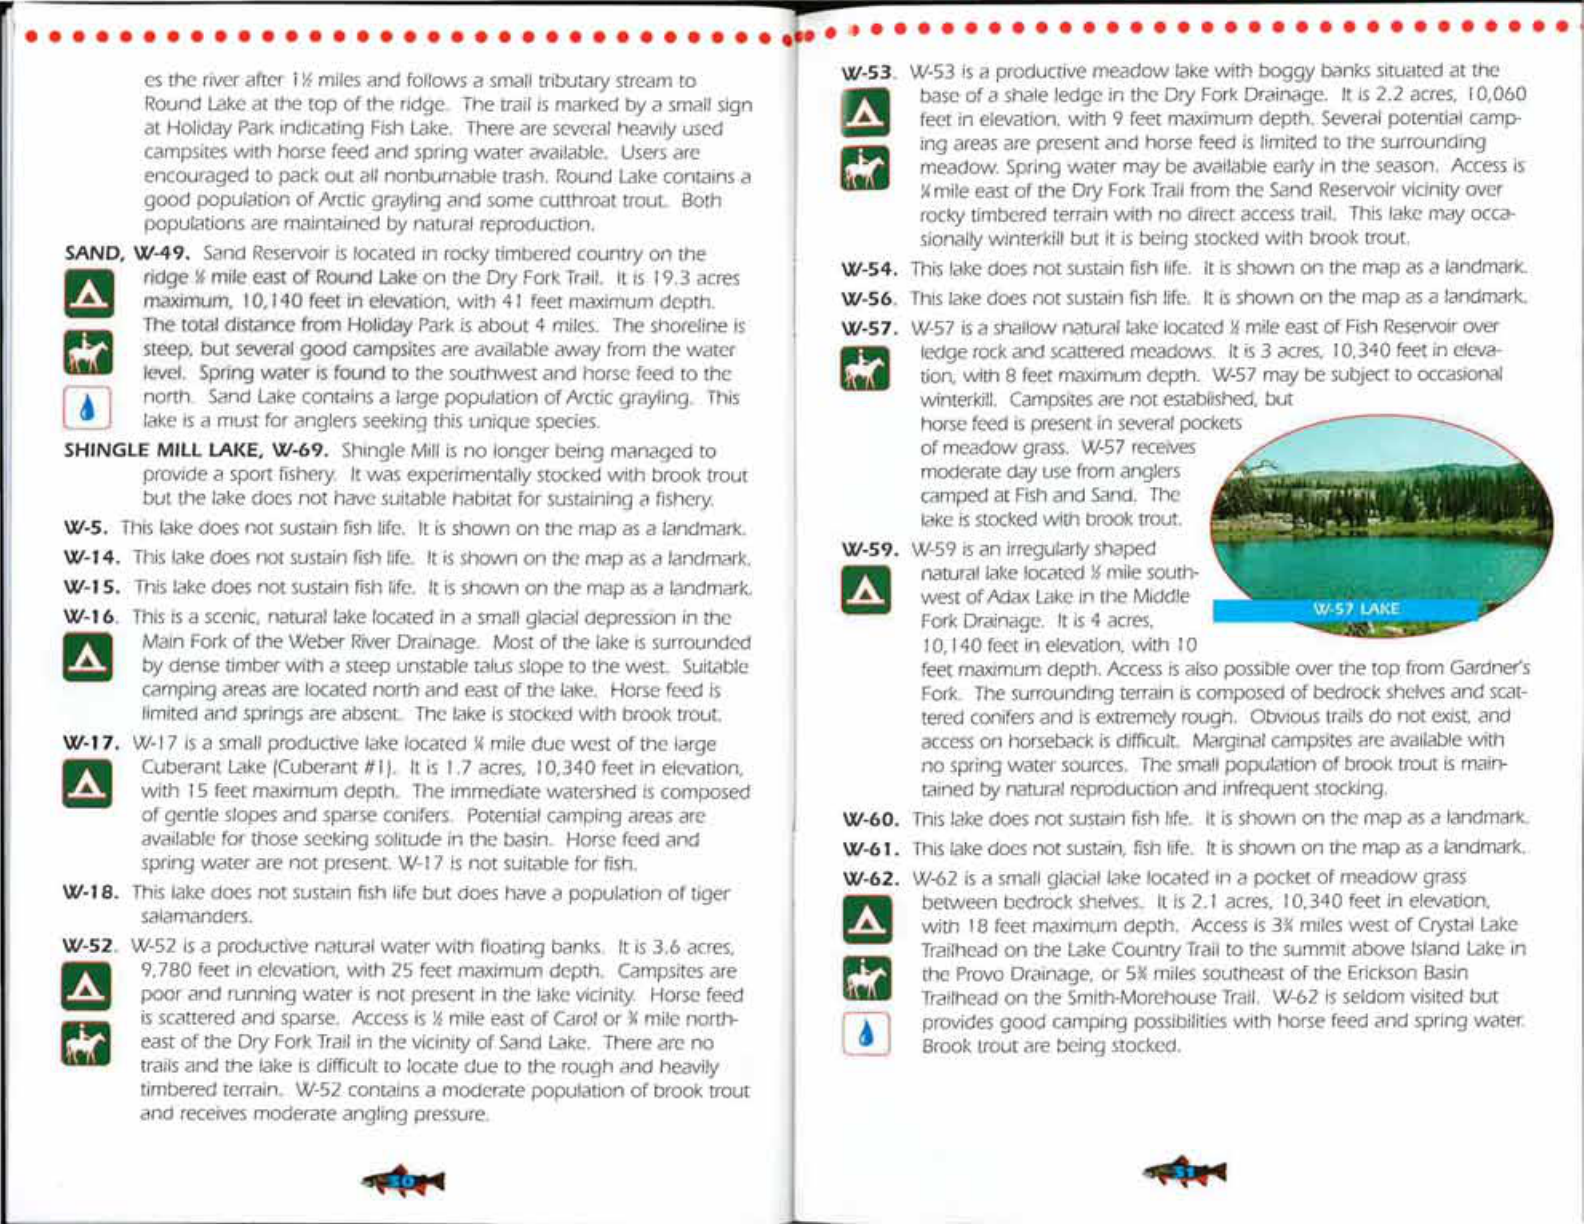 es the river after 1½ miles and follows a small tributary stream to
Round Lake at the top of the ridge. The trail is marked by a small sign
at Holiday Park indicating Fish Lake. There are several heavily used
campsites with horse feed and spring water available. Users are
encouraged to pack out all nonburnable trash. Round Lake contains a
good population of Arctic grayling and some cutthroat trout. Both
populations are maintained by natural reproduction.
SAND, W-49. Sand Reservoir is located in rocky timbered country on the
ridge mile east of Round Lake on the Dry Fork Trail. It is 19.3 acres
maximum, 10,140 feet in elevation, with 41 feet maximum depth.
The total distance from Holiday Park is about 4 miles. The shoreline is
steep, but several good campsites are available away from the water
level. Spring water is found to the southwest and horse feed to the
north. Sand Lake contains a large population of Arctic grayling. This
lake is a must for anglers seeking this unique species.
SHINGLE MILL LAKE, W-69. Shingle Mill is no longer being managed to
provide a sport fishery. It was experimentally stocked with brook trout
but the lake does not have suitable habitat for sustaining a fishery.
W-5. This lake does not sustain fish life. It is shown on the map as a landmark.
W-14. This lake does not sustain fish life. It is shown on the map as a landmark.
W-15. This lake does not sustain fish life. It is shown on the map as a landmark.
W-16. This is a scenic, natural lake located in a small glacial depression in the
Main Fork of the Weber River Drainage. Most of the lake is surrounded
by dense timber with a steep unstable talus slope to the west. Suitable
camping areas are located north and east of the lake. Horse feed is
limited and springs are absent. The lake is stocked with brook trout.
W-17. W-17 is a small productive lake located mile due west of the large
Cuberant Lake (Cuberant #1). It is 1.7 acres, 10,340 feet in elevation,
with 15 feet maximum depth. The immediate watershed is composed
of gentle slopes and sparse conifers. Potential camping areas are
available for those seeking solitude in the basin. Horse feed and
spring water are not present. W-17 is not suitable for fish.
W-18. This lake does not sustain fish life but does have a population of tiger
salamanders.
W-52. W-52 is a productive natural water with floating banks. It is 3.6 acres,
9,780 feet in elevation, with 25 feet maximum depth. Campsites are
poor and running water is not present in the lake vicinity. Horse feed
is scattered and sparse. Access is mile east of Carol or mile north-
east of the Dry Fork Trail in the vicinity of Sand Lake. There are no
trails and the lake is difficult to locate due to the rough and heavily
timbered terrain. W-52 contains a moderate population of brook trout
and receives moderate angling pressure.
50
W-53. W-53 is a productive meadow lake with boggy banks situated at the
base of a shale ledge in the Dry Fork Drainage. It is 2.2 acres, 10,060
feet in elevation, with 9 feet maximum depth. Several potential camp-
ing areas are present and horse feed is limited to the surrounding
meadow. Spring water may be available early in the season. Access is
mile east of the Dry Fork Trail from the Sand Reservoir vicinity over
rocky timbered terrain with no direct access trail. This lake may occa-
sionally winterkill but it is being stocked with brook trout.
W-54. This lake does not sustain fish life. It is shown on the map as a landmark.
W-56. This lake does not sustain fish life. It is shown on the map as a landmark.
W-57. W-57 is a shallow natural lake located mile east of Fish Reservoir over
ledge rock and scattered meadows. It is 3 acres, 10,340 feet in eleva-
tion, with 8 feet maximum depth. W-57 may be subject to occasional
winterkill. Campsites are not established, but
horse feed is present in several pockets
of meadow grass. W-57 receives
moderate day use from anglers
camped at Fish and Sand. The
lake is stocked with brook trout.
W-57 LAKE
W-59. W-59 is an irregularly shaped
natural lake located mile south-
west of Adax Lake in the Middle
Fork Drainage. It is 4 acres,
10,140 feet in elevation, with 10
feet maximum depth. Access is also possible over the top from Gardner's
Fork. The surrounding terrain is composed of bedrock shelves and scat-
tered conifers and is extremely rough. Obvious trails do not exist, and
access on horseback is difficult. Marginal campsites are available with
no spring water sources. The small population of brook trout is main-
tained by natural reproduction and infrequent stocking.
W-60. This lake does not sustain fish life. It is shown on the map as a landmark.
W-61. This lake does not sustain, fish life. It is shown on the map as a landmark.
W-62. W-62 is a small glacial lake located in a pocket of meadow grass
between bedrock shelves. It is 2.1 acres, 10,340 feet in elevation,
with 18 feet maximum depth. Access is miles west of Crystal Lake
Trailhead on the Lake Country Trail to the summit above Island Lake in
the Provo Drainage, or miles southeast of the Erickson Basin
Trailhead on the Smith-Morehouse Trail. W-62 is seldom visited but
provides good camping possibilities with horse feed and spring water.
Brook trout are being stocked.
51